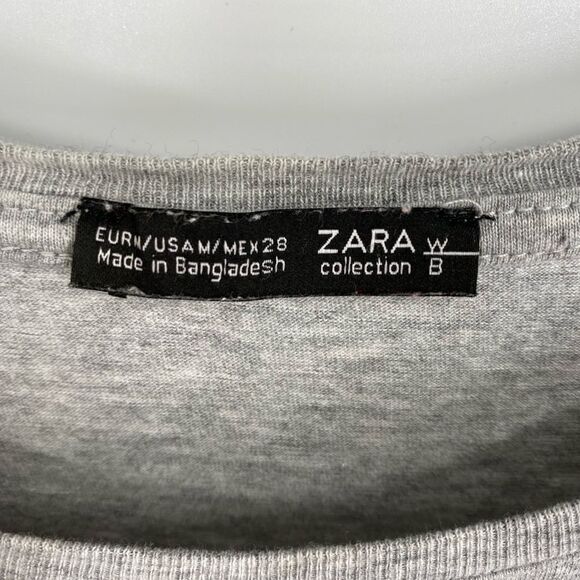 EUR M/USA M/MEX 28
Made in Bangladesh
ZARA
collection
W
B